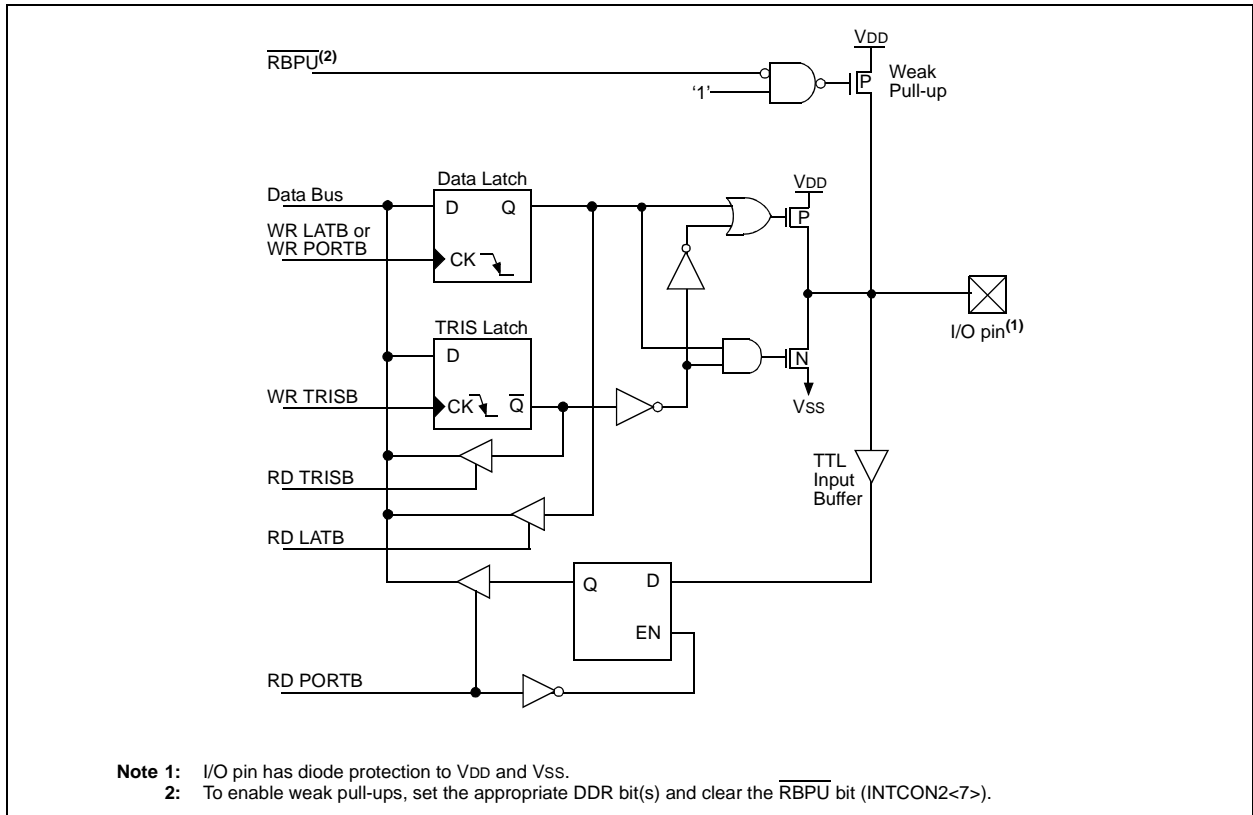 RBPU(2)
VDD
Weak
Pull-up
P
‘1’
Data Bus
Data Latch
D Q
VDD
P
WR LATB or
WR PORTB
CK
TRIS Latch
D
I/O pin(1)
N
WR TRISB
CK Q
VSS
RD TRISB
TTL
Input
Buffer
RD LATB
Q D
EN
RD PORTB
Note 1: I/O pin has diode protection to VDD and VSS.
2: To enable weak pull-ups, set the appropriate DDR bit(s) and clear the RBPU bit (INTCON2<7>).